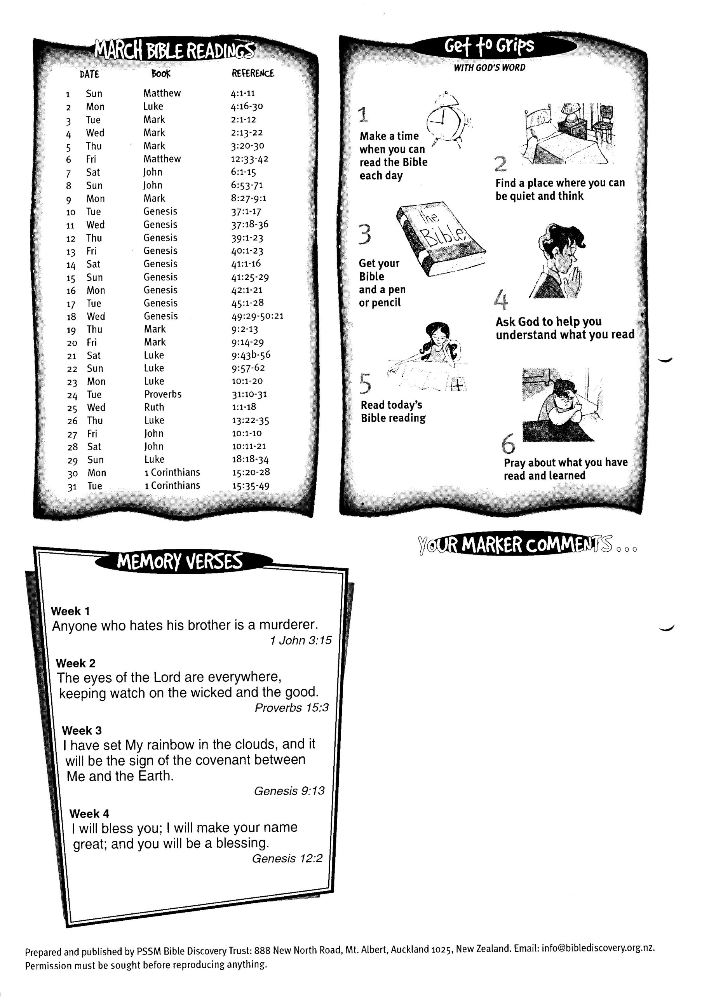 MARCH BIBLE READINGS
DATE BOOK REFERENCE
1 Sun Matthew 4:1-11
2 Mon Luke 4:16-30
3 Tue Mark 2:1-12
4 Wed Mark 2:13-22
5 Thu Mark 3:20-30
6 Fri Matthew 12:33-42
7 Sat John 6:1-15
8 Sun John 6:53-71
9 Mon Mark 8:27-9:1
10 Tue Genesis 37:1-17
11 Wed Genesis 37:18-36
12 Thu Genesis 39:1-23
13 Fri Genesis 40:1-23
14 Sat Genesis 41:1-16
15 Sun Genesis 41:25-29
16 Mon Genesis 42:1-21
17 Tue Genesis 45:1-28
18 Wed Genesis 49:29-50:21
19 Thu Mark 9:2-13
20 Fri Mark 9:14-29
21 Sat Luke 9:43b-56
22 Sun Luke 9:57-62
23 Mon Luke 10:1-20
24 Tue Proverbs 31:10-31
25 Wed Ruth 1:1-18
26 Thu Luke 13:22-35
27 Fri John 10:1-10
28 Sat John 10:11-21
29 Sun Luke 18:18-34
30 Mon 1 Corinthians 15:20-28
31 Tue 1 Corinthians 15:35-49
Get to Grips
WITH GOD'S WORD
1
Make a time
when you can
read the Bible
each day
2
Find a place where you can
be quiet and think
3
the
Bible
Get your
Bible
and a pen
or pencil
4
Ask God to help you
understand what you read
5
Read today's
Bible reading
6
Pray about what you have
read and learned
MEMORY VERSES
Week 1
Anyone who hates his brother is a murderer.
1 John 3:15
Week 2
The eyes of the Lord are everywhere,
keeping watch on the wicked and the good.
Proverbs 15:3
Week 3
I have set My rainbow in the clouds, and it
will be the sign of the covenant between
Me and the Earth.
Genesis 9:13
Week 4
I will bless you; I will make your name
great; and you will be a blessing.
Genesis 12:2
YOUR MARKER COMMENTS...
Prepared and published by PSSM Bible Discovery Trust: 888 New North Road, Mt. Albert, Auckland 1025, New Zealand. Email: info@biblediscovery.org.nz.
Permission must be sought before reproducing anything.